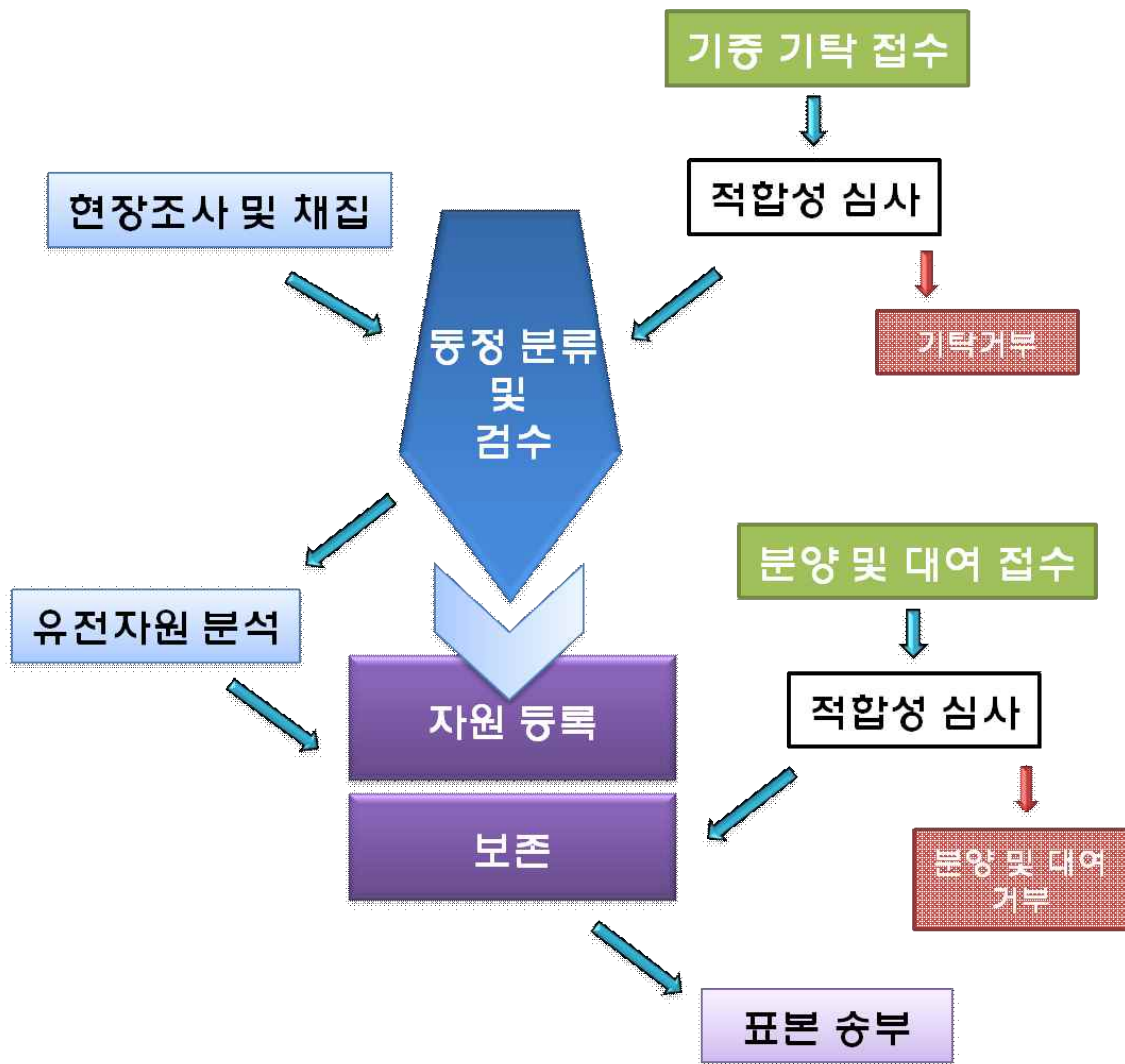 기증 기탁 접수
적합성 심사
현장조사 및 채집
기탁거부
동정 분류
및
검수
분양 및 대여 접수
유전자원 분석
적합성 심사
자원 등록
보존
분양 및 대여
거부
표본 송부